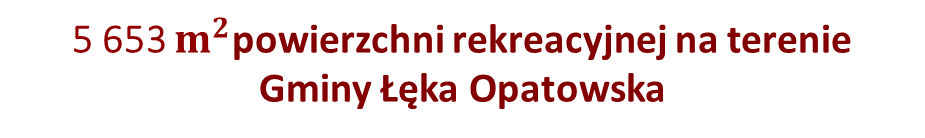 5 653 m² powierzchni rekreacyjnej na terenie
Gminy Łęka Opatowska